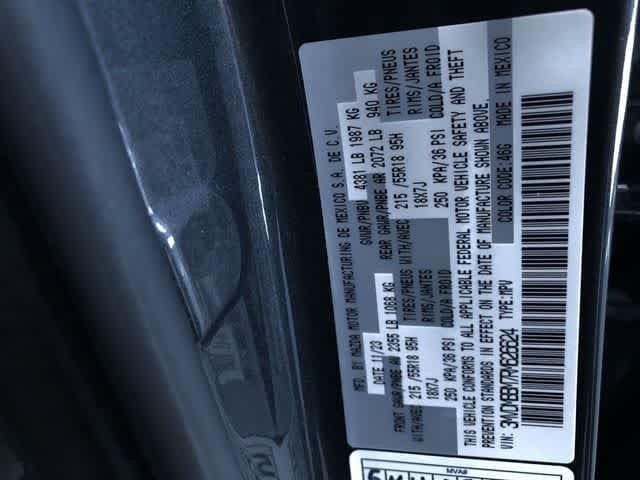 MFD. BY MAZDA MOTOR MANUFACTURING DE MEXICO S.A. DE C.V.
DATE 11/23 GVWR/PNBV 4381 LB 1987 KG
FRONT GAWR/PNBE AV 2355 LB 1068 KG REAR GAWR/PNBE AR 2072 LB 940 KG
WITH/AVEC 215 /55R18 95H TIRES/PNEUS WITH/AVEC 215 /55R18 95H TIRES/PNEUS
18X7J RIMS/JANTES 18X7J RIMS/JANTES
250 KPA/36 PSI COLD/A FROID 250 KPA/36 PSI COLD/A FROID
THIS VEHICLE CONFORMS TO ALL APPLICABLE FEDERAL MOTOR VEHICLE SAFETY AND THEFT
PREVENTION STANDARDS IN EFFECT ON THE DATE OF MANUFACTURE SHOWN ABOVE.
VIN: TYPE:MPV COLOR CODE:46G MADE IN MEXICO
MVAB